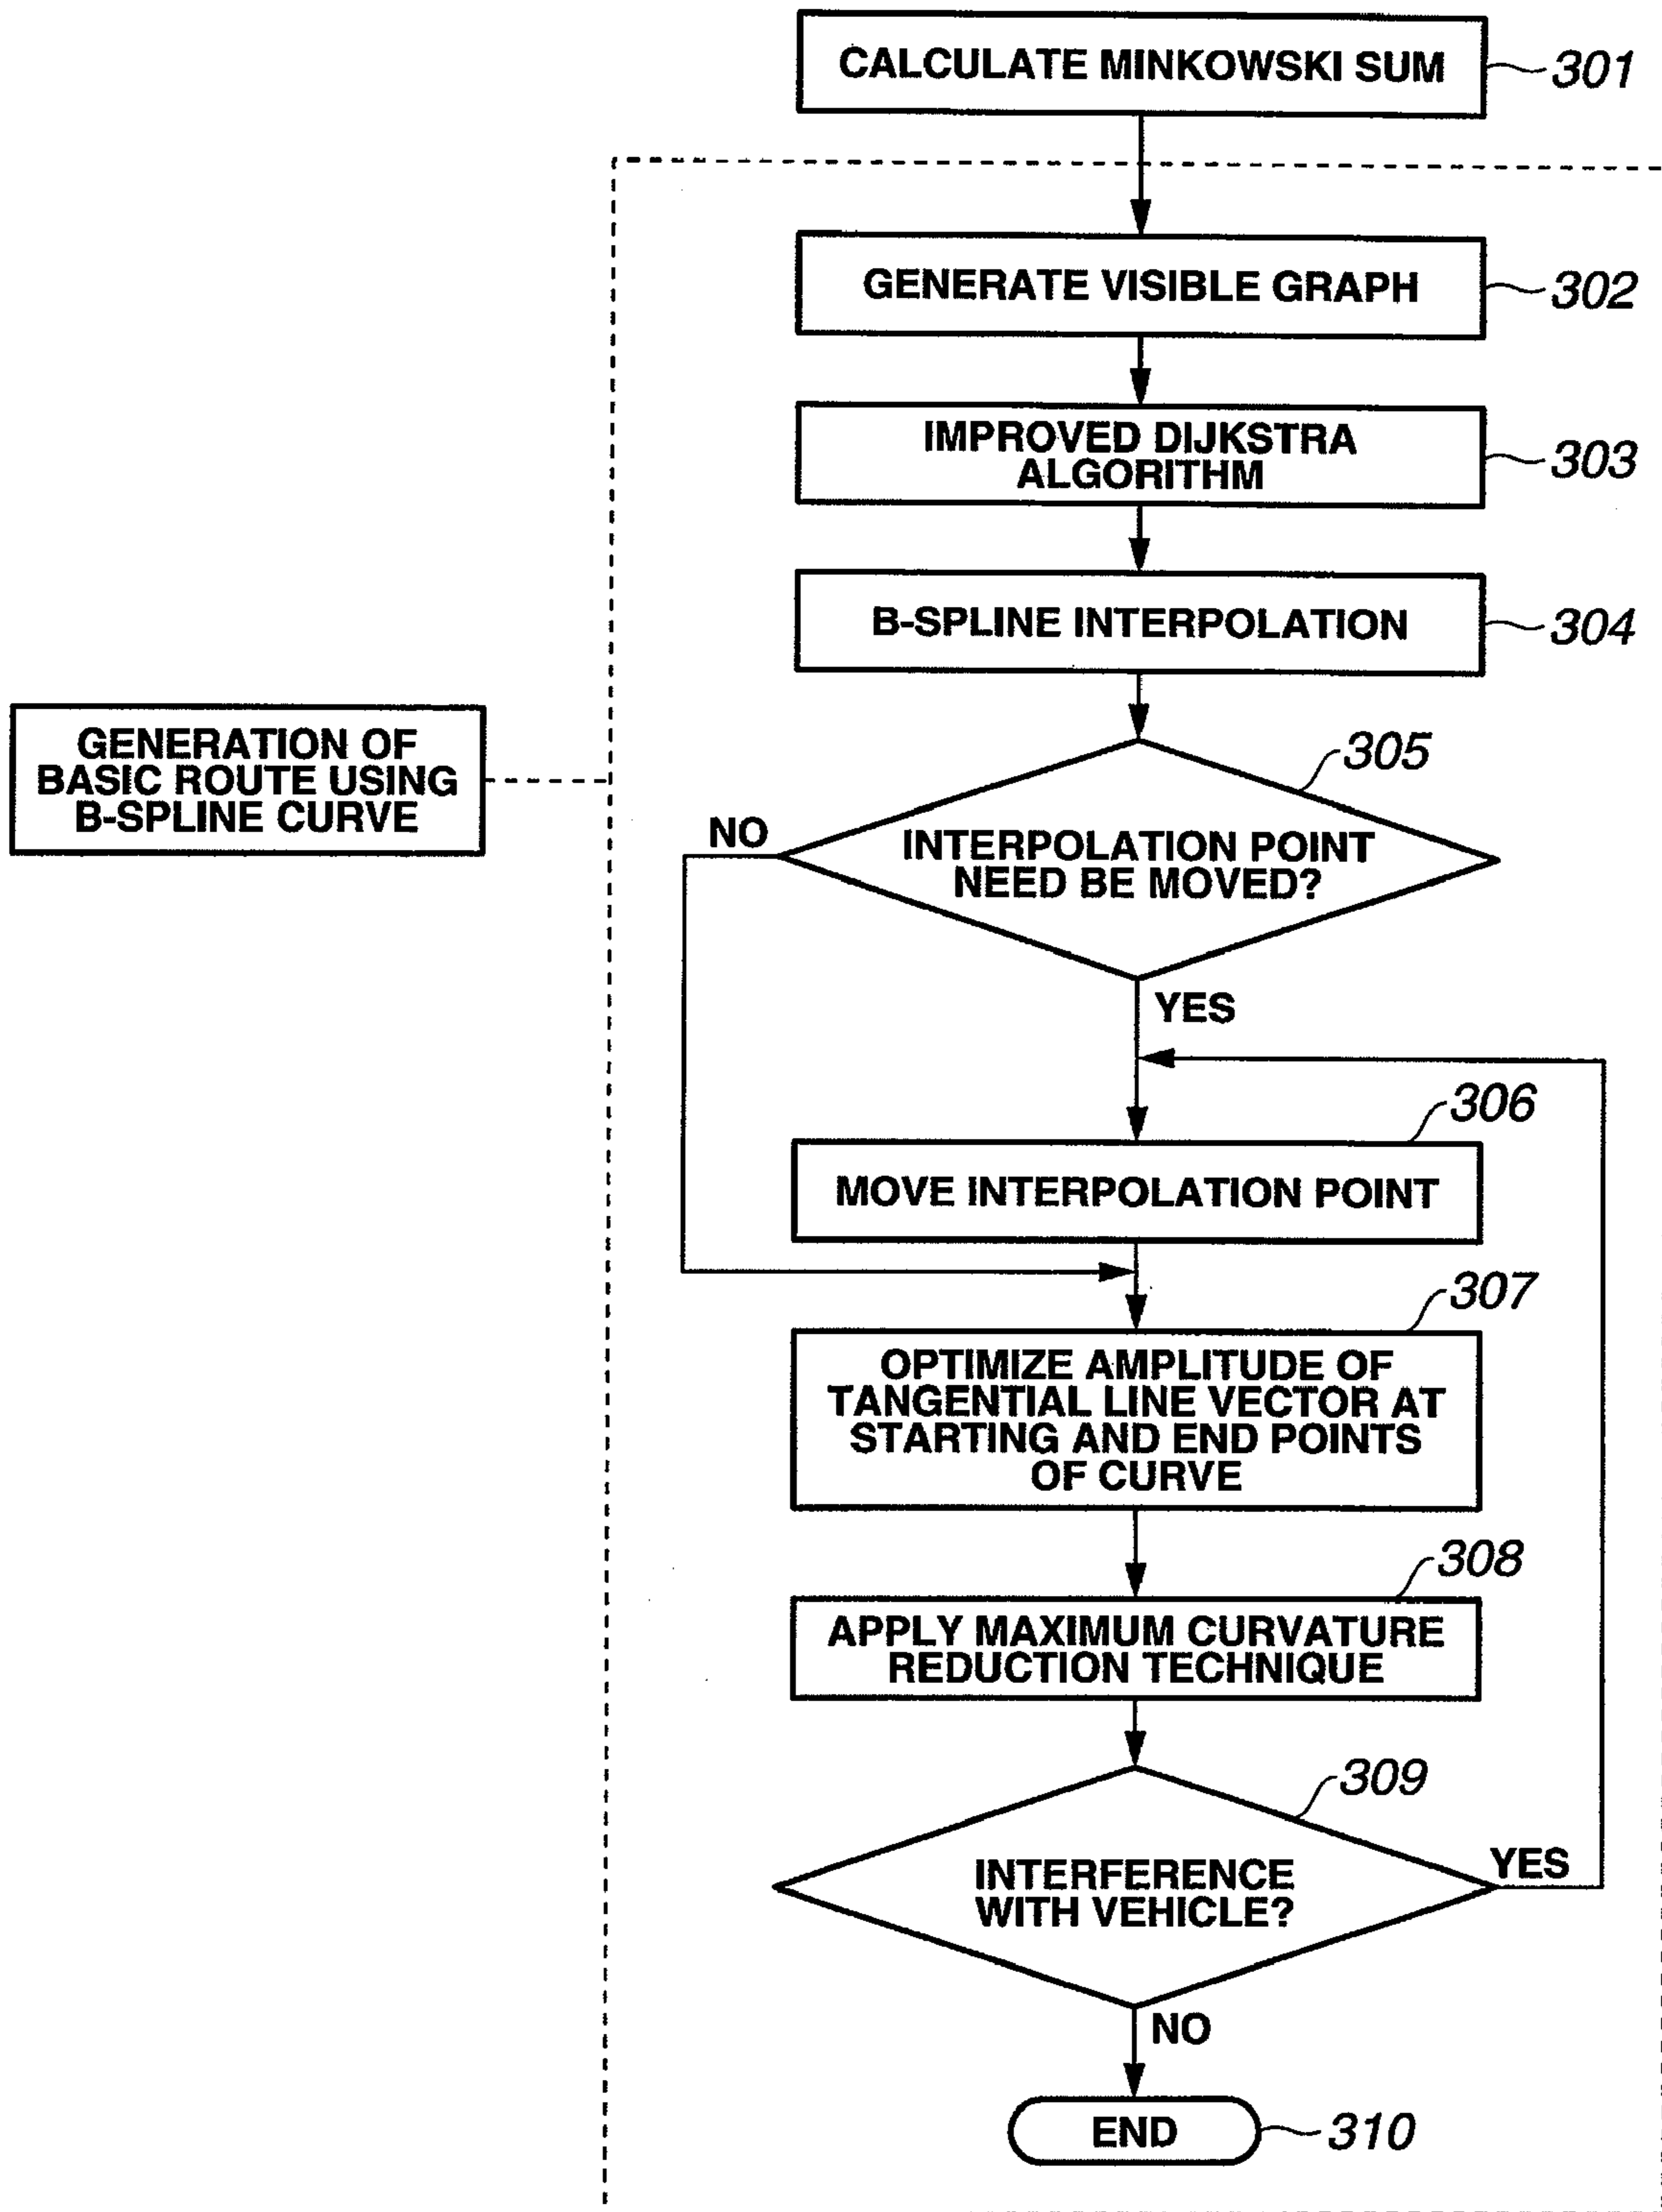 CALCULATE MINKOWSKI SUM
301
GENERATE VISIBLE GRAPH
302
IMPROVED DIJKSTRA
ALGORITHM
303
B-SPLINE INTERPOLATION
304
GENERATION OF
BASIC ROUTE USING
B-SPLINE CURVE
305
NO
INTERPOLATION POINT
NEED BE MOVED?
YES
306
MOVE INTERPOLATION POINT
307
OPTIMIZE AMPLITUDE OF
TANGENTIAL LINE VECTOR AT
STARTING AND END POINTS
OF CURVE
308
APPLY MAXIMUM CURVATURE
REDUCTION TECHNIQUE
309
INTERFERENCE
WITH VEHICLE?
YES
NO
END
310